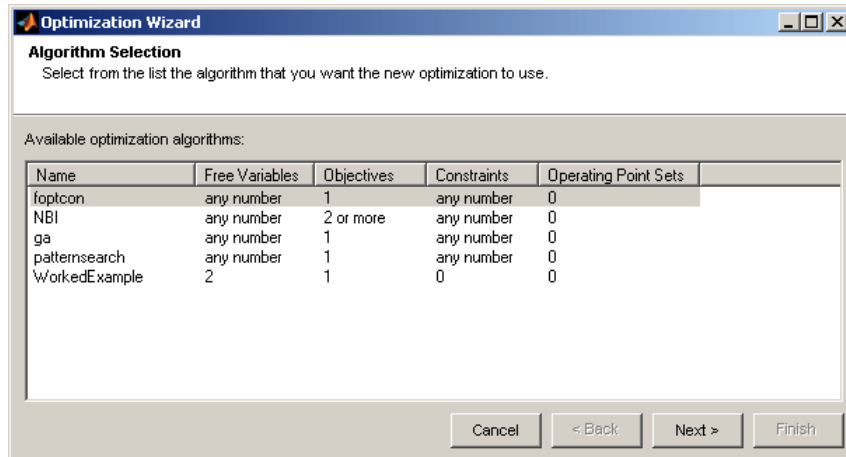 Optimization Wizard
Algorithm Selection
Select from the list the algorithm that you want the new optimization to use.
Available optimization algorithms:
Name Free Variables Objectives Constraints Operating Point Sets
foptcon any number 1 any number 0
NBI any number 2 or more any number 0
ga any number 1 any number 0
patternsearch any number 1 any number 0
WorkedExample 2 1 0 0
Cancel < Back Next > Finish